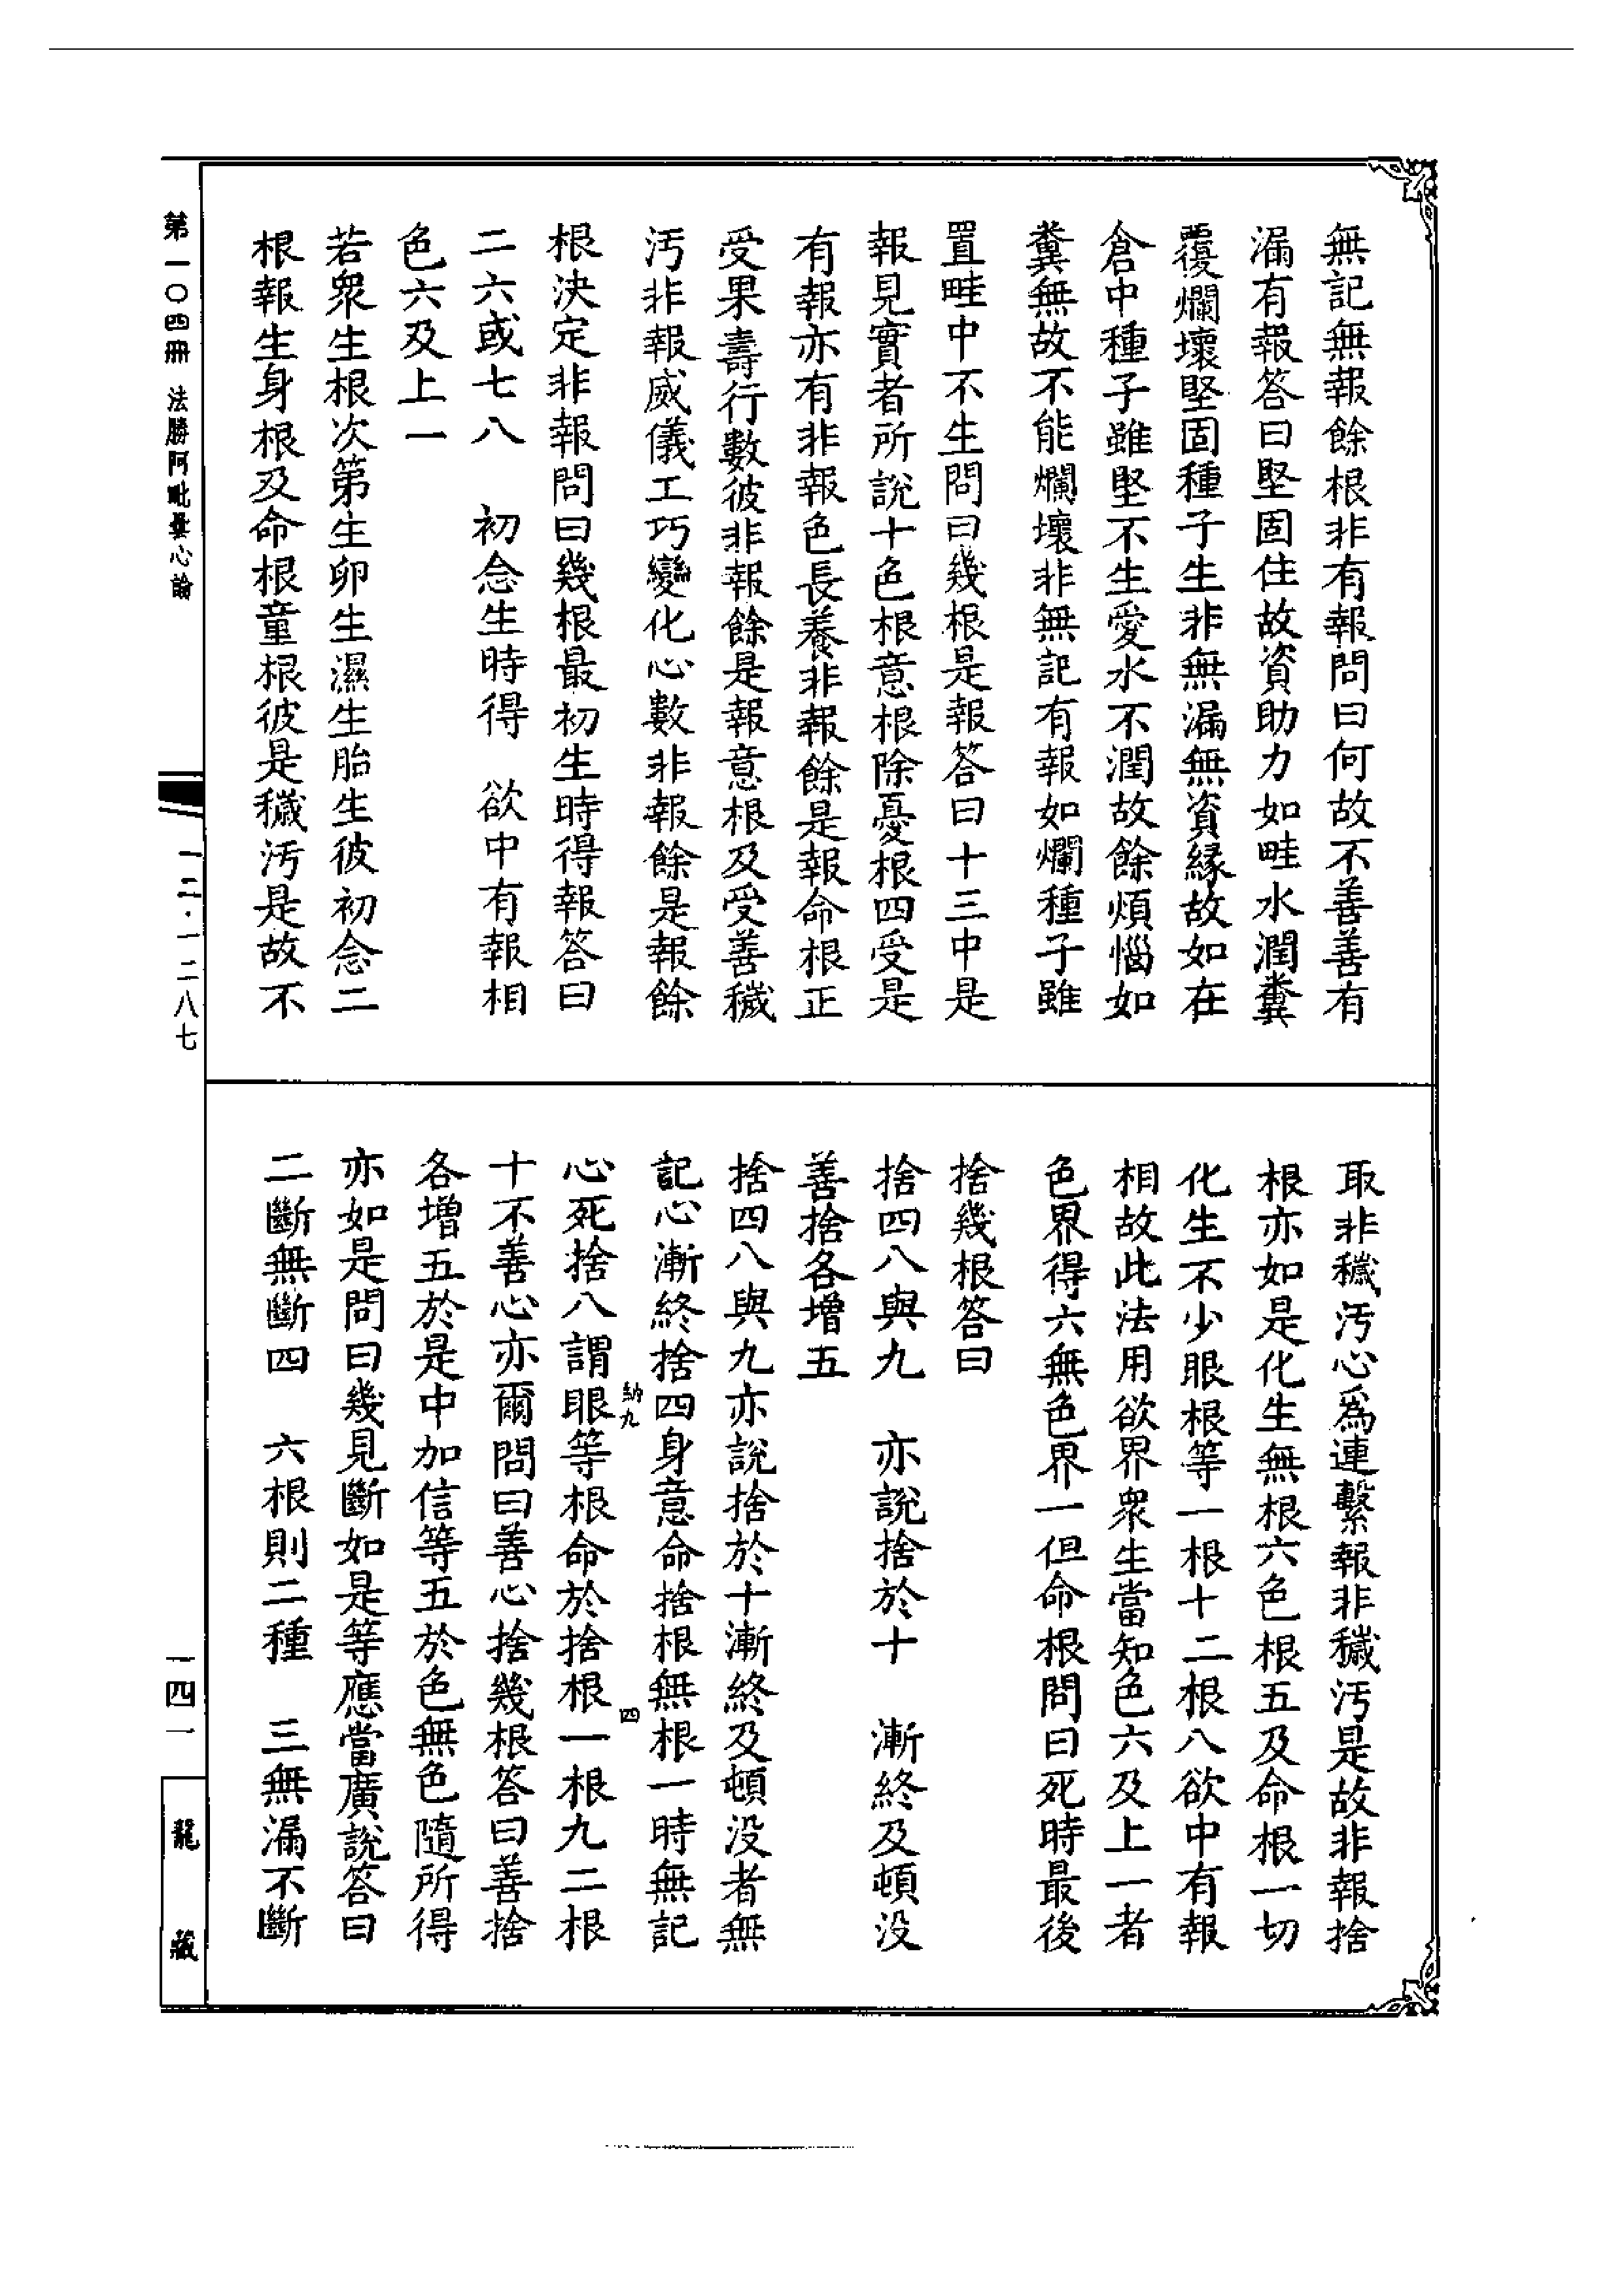 無記無報餘根非有報問曰何故不善善有
漏有報答曰堅固住故資助力如畦水潤糞
覆爛壞堅固種子生非無漏無資緣故如在
倉中種子雖堅不生愛水不潤故餘煩惱如
糞無故不能爛壞非無記有報如爛種子雖
置畦中不生問曰幾根是報答曰十三中是
報見實者所說十色根意根除憂根四受是
有報亦有非報色長養非報餘是報命根正
受果壽行數彼非報餘是報意根及受善穢
汚非報威儀工巧變化心數非報餘是報餘
根決定非報問曰幾根最初生時得報答曰
二六或七八　初念生時得　欲中有報相
色六及上一
若衆生根次第生卵生濕生胎生彼初念二
根報生身根及命根童根彼是穢汚是故不
取非穢汚心爲連繫報非穢汚是故非報捨
根亦如是化生無根六色根五及命根一切
化生不少眼根等一根十二根八欲中有報
相故此法用欲界衆生當知色六及上一者
色界得六無色界一但命根問曰死時最後
捨幾根答曰
捨四八與九　亦說捨於十　漸終及頓没
善捨各增五
捨四八與九亦說捨於十漸終及頓没者無
記心漸終捨四身意命捨根無根一時無記
心死捨八謂眼等根命於捨根一根九二根
十不善心亦爾問曰善心捨幾根答曰善捨
各增五於是中加信等五於色無色隨所得
亦如是問曰幾見斷如是等應當廣說答曰
二斷無斷四　六根則二種　三無漏不斷
納九
四
第一〇四冊　法勝阿毗曇心論
一二·一二八七
一四一
龍藏